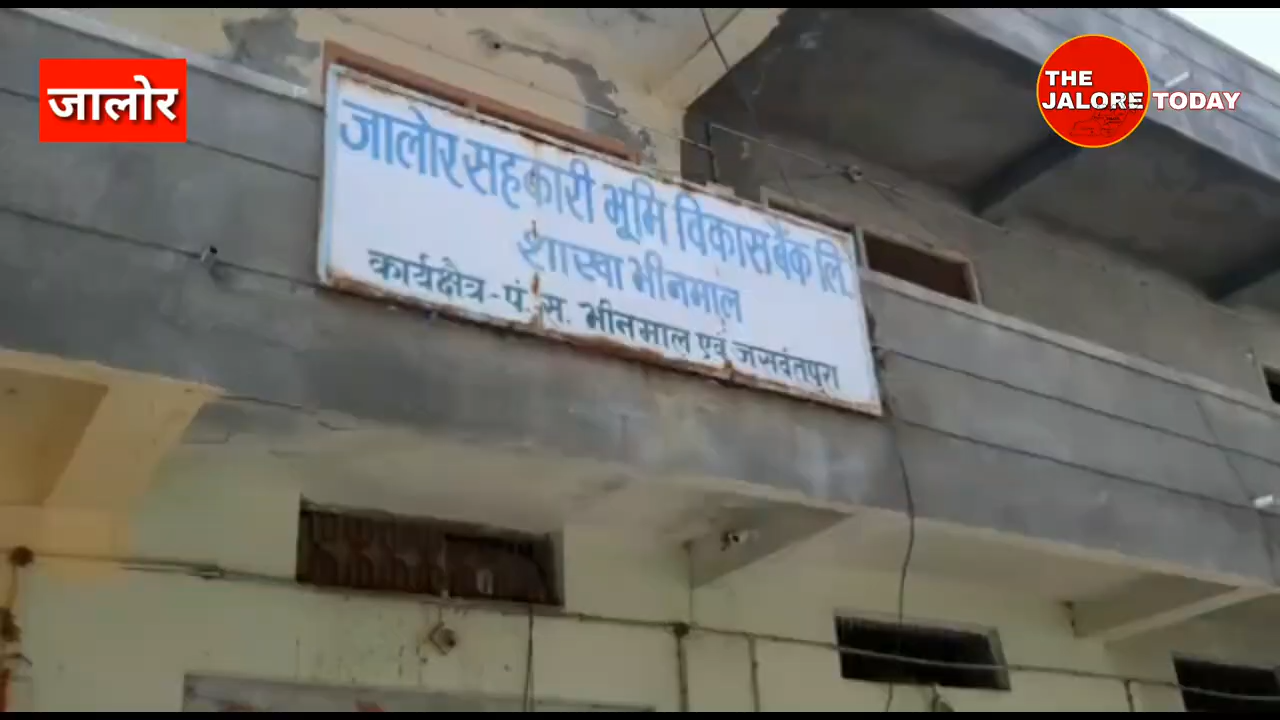 जालोर
THE
JALORE TODAY
जालोर सहकारी भूमि विकास बैंक लि.
शाखा भीनमाल
कार्यक्षैत्र-पं. स. भीनमाल एवं जसवंतपुरा